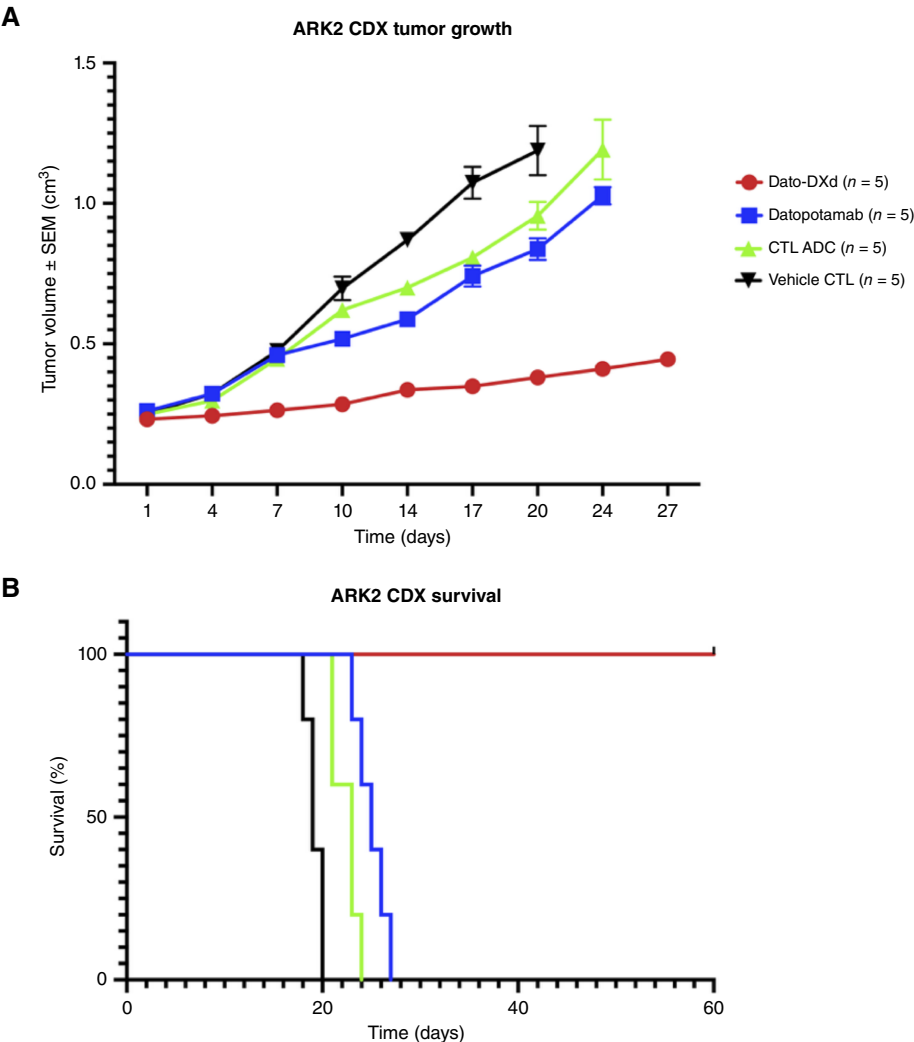 A
ARK2 CDX tumor growth
Tumor volume ± SEM (cm³)
1.5
1.0
0.5
0.0
1 4 7 10 14 17 20 24 27
Time (days)
Dato-DXd (n = 5)
Datopotamab (n = 5)
CTL ADC (n = 5)
Vehicle CTL (n = 5)
B
ARK2 CDX survival
Survival (%)
100
50
0
0 20 40 60
Time (days)